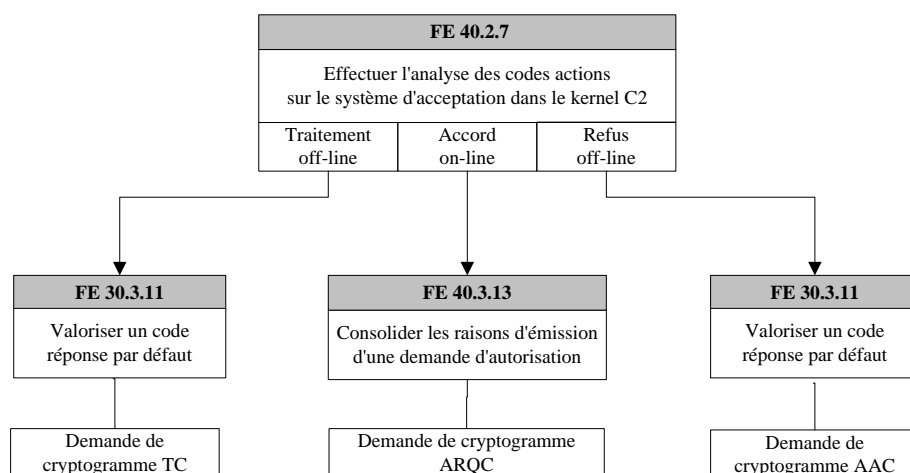 FE 40.2.7
Effectuer l'analyse des codes actions
sur le système d'acceptation dans le kernel C2
Traitement
off-line
Accord
on-line
Refus
off-line
FE 30.3.11
Valoriser un code
réponse par défaut
FE 40.3.13
Consolider les raisons d'émission
d'une demande d'autorisation
FE 30.3.11
Valoriser un code
réponse par défaut
Demande de
cryptogramme TC
Demande de cryptogramme
ARQC
Demande de
cryptogramme AAC